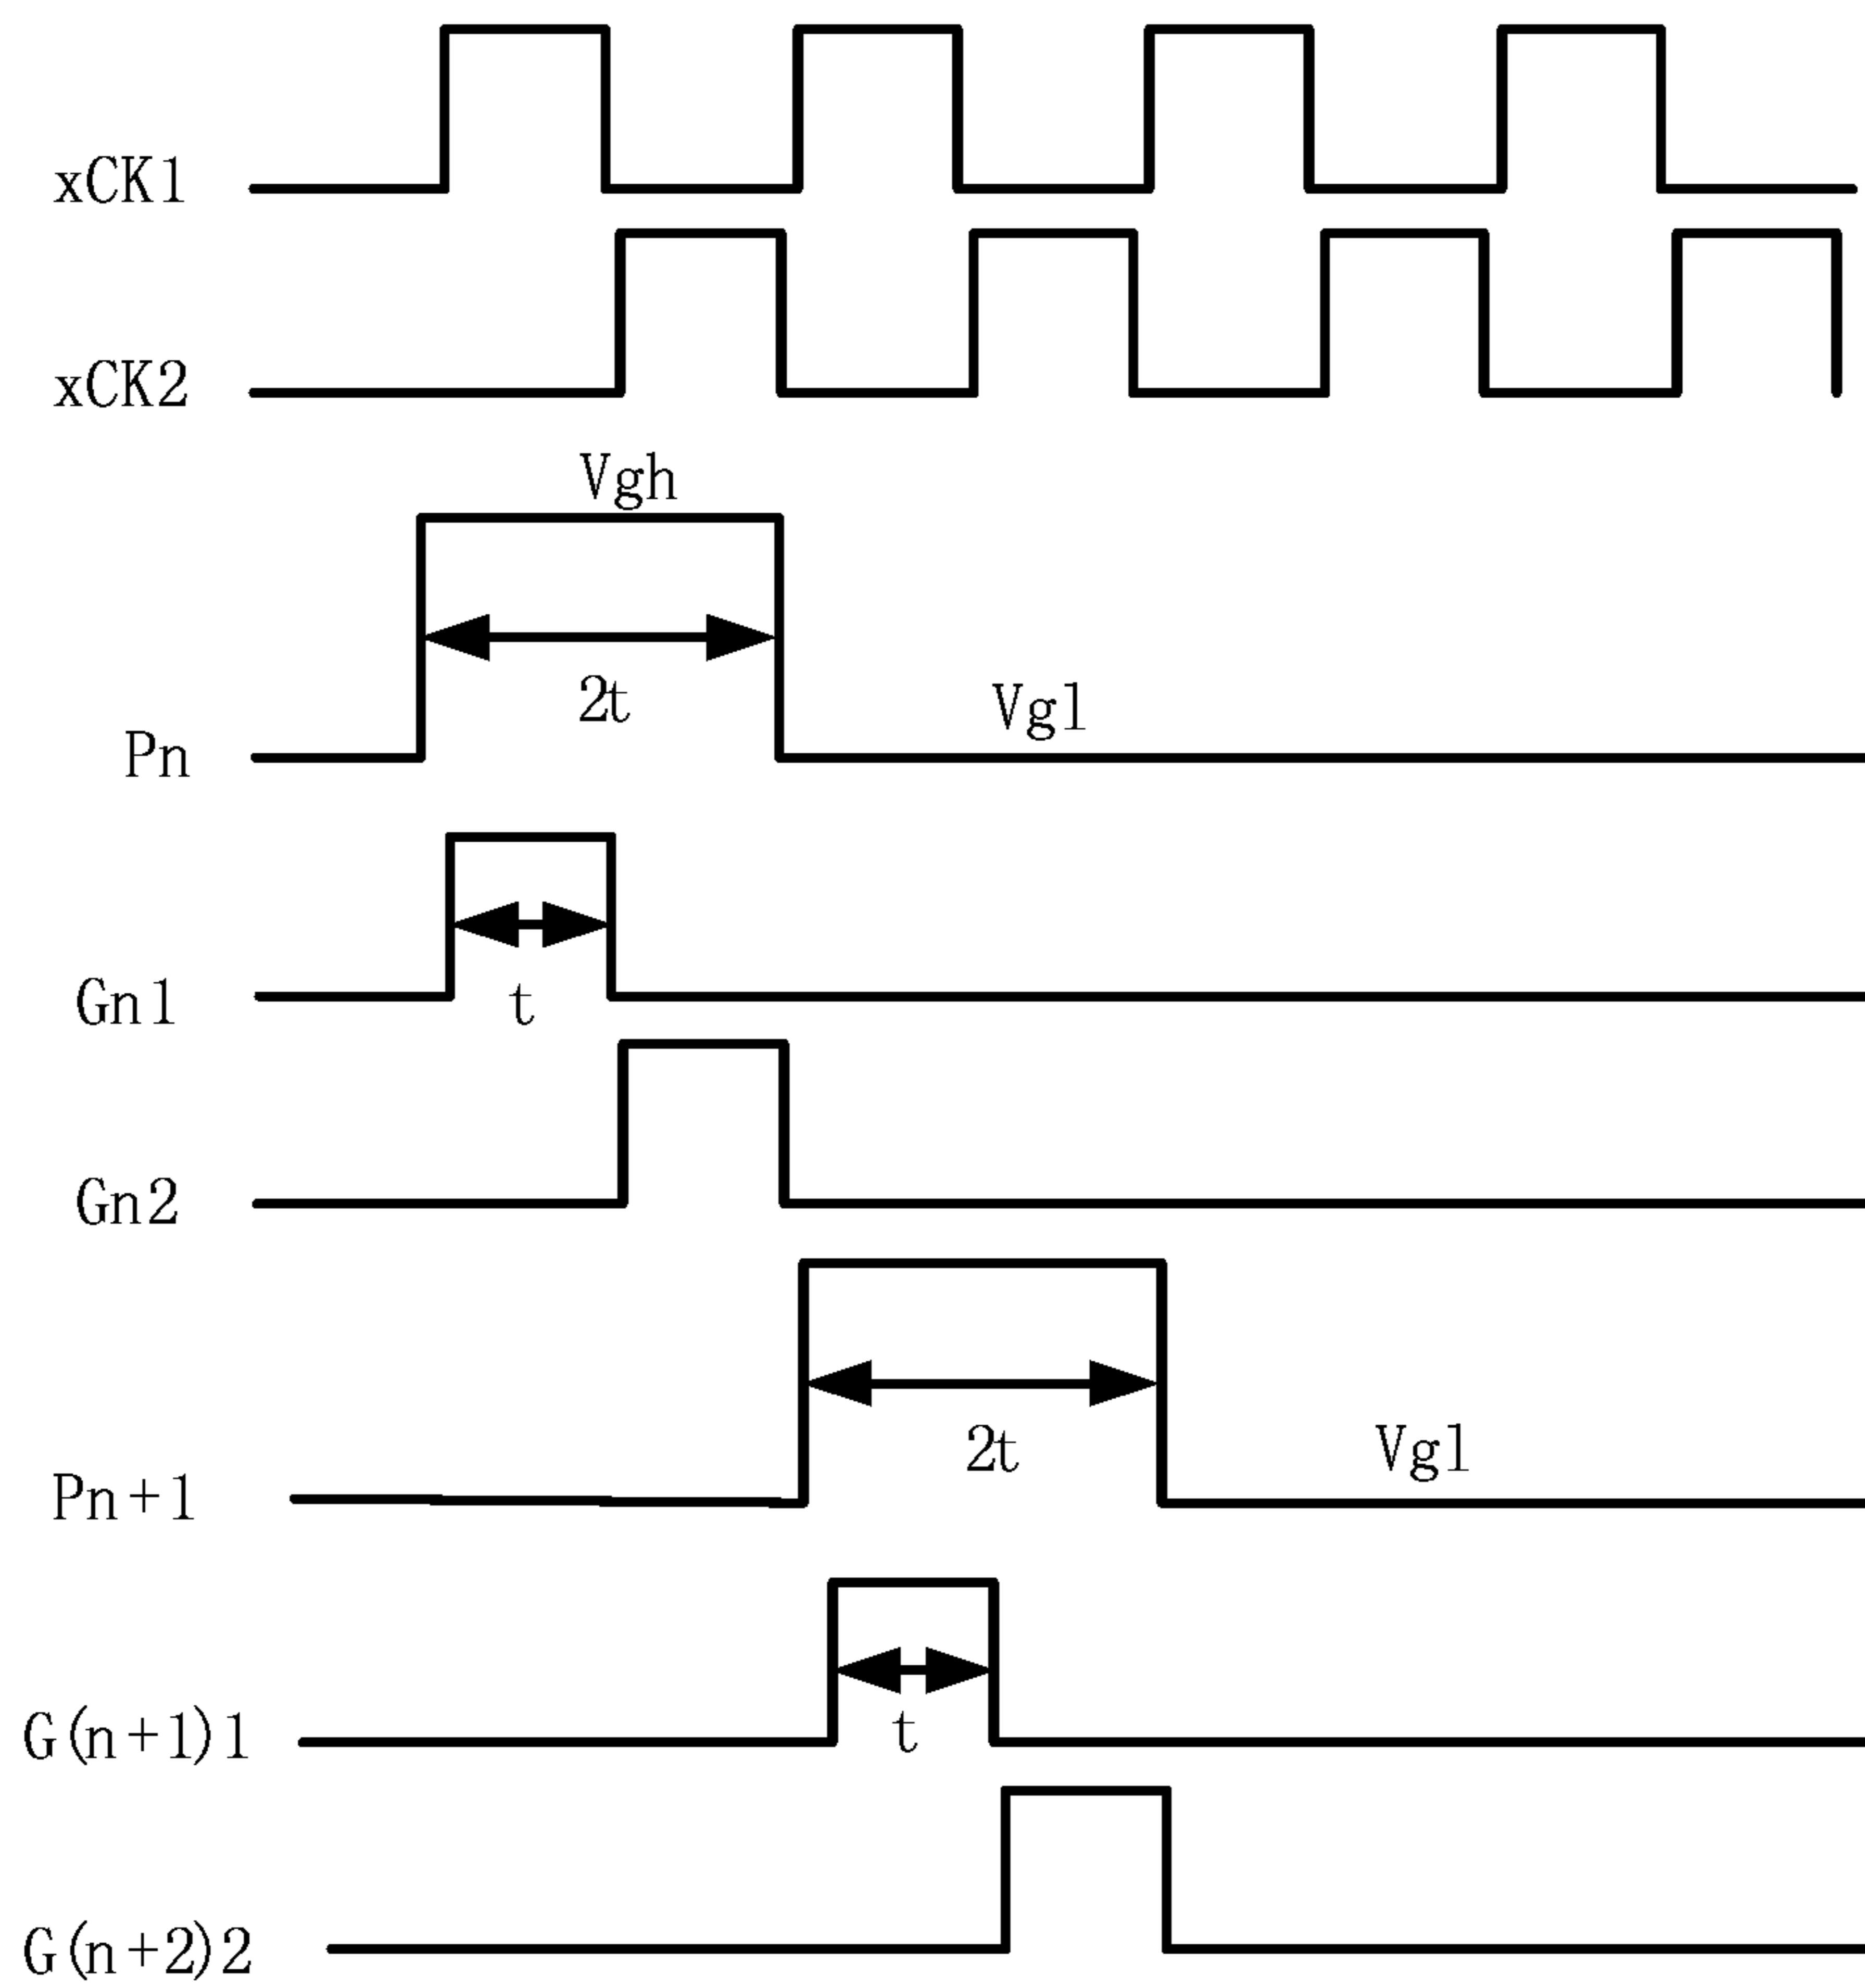 xCK1
xCK2
Vgh
2t
Vgl
Pn
Gn1
t
Gn2
2t
Vgl
Pn+1
G(n+1)1
t
G(n+2)2